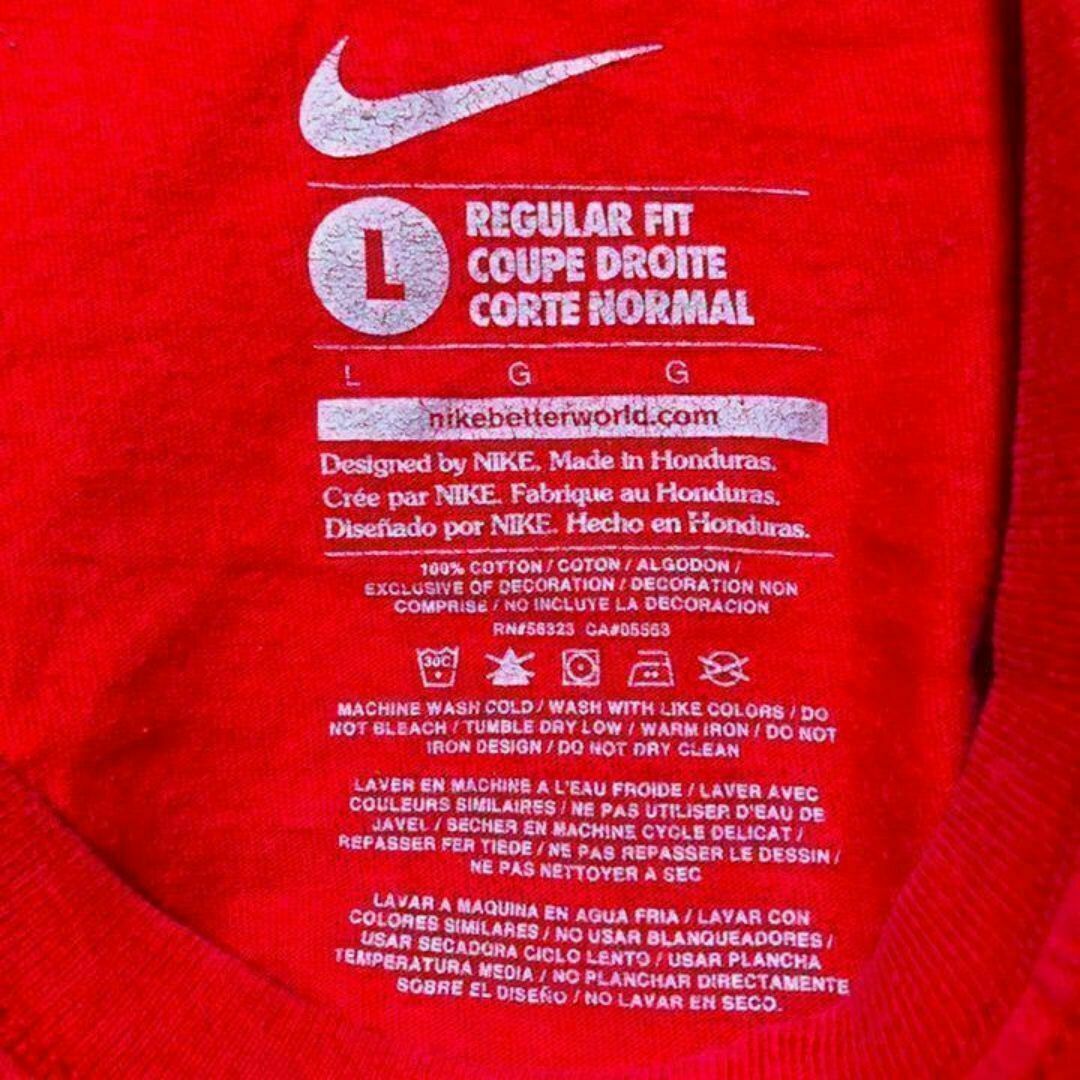 L
REGULAR FIT
COUPE DROITE
CORTE NORMAL
L G G
nikebetterworld.com
Designed by NIKE. Made in Honduras.
Crée par NIKE. Fabrique au Honduras.
Diseñado por NIKE. Hecho en Honduras.
100% COTTON / COTON / ALGODON /
EXCLUSIVE OF DECORATION / DECORATION NON
COMPRISE / NO INCLUYE LA DECORACION
RN#56323 CA#05553
30C
MACHINE WASH COLD / WASH WITH LIKE COLORS / DO
NOT BLEACH / TUMBLE DRY LOW / WARM IRON / DO NOT
IRON DESIGN / DO NOT DRY CLEAN
LAVER EN MACHINE A L'EAU FROIDE / LAVER AVEC
COULEURS SIMILAIRES / NE PAS UTILISER D'EAU DE
JAVEL / SECHER EN MACHINE CYCLE DELICAT /
REPASSER FER TIEDE / NE PAS REPASSER LE DESSIN /
NE PAS NETTOYER A SEC
LAVAR A MAQUINA EN AGUA FRIA / LAVAR CON
COLORES SIMILARES / NO USAR BLANQUEADORES /
USAR SECADORA CICLO LENTO / USAR PLANCHA
TEMPERATURA MEDIA / NO PLANCHAR DIRECTAMENTE
SOBRE EL DISEÑO / NO LAVAR EN SECO.